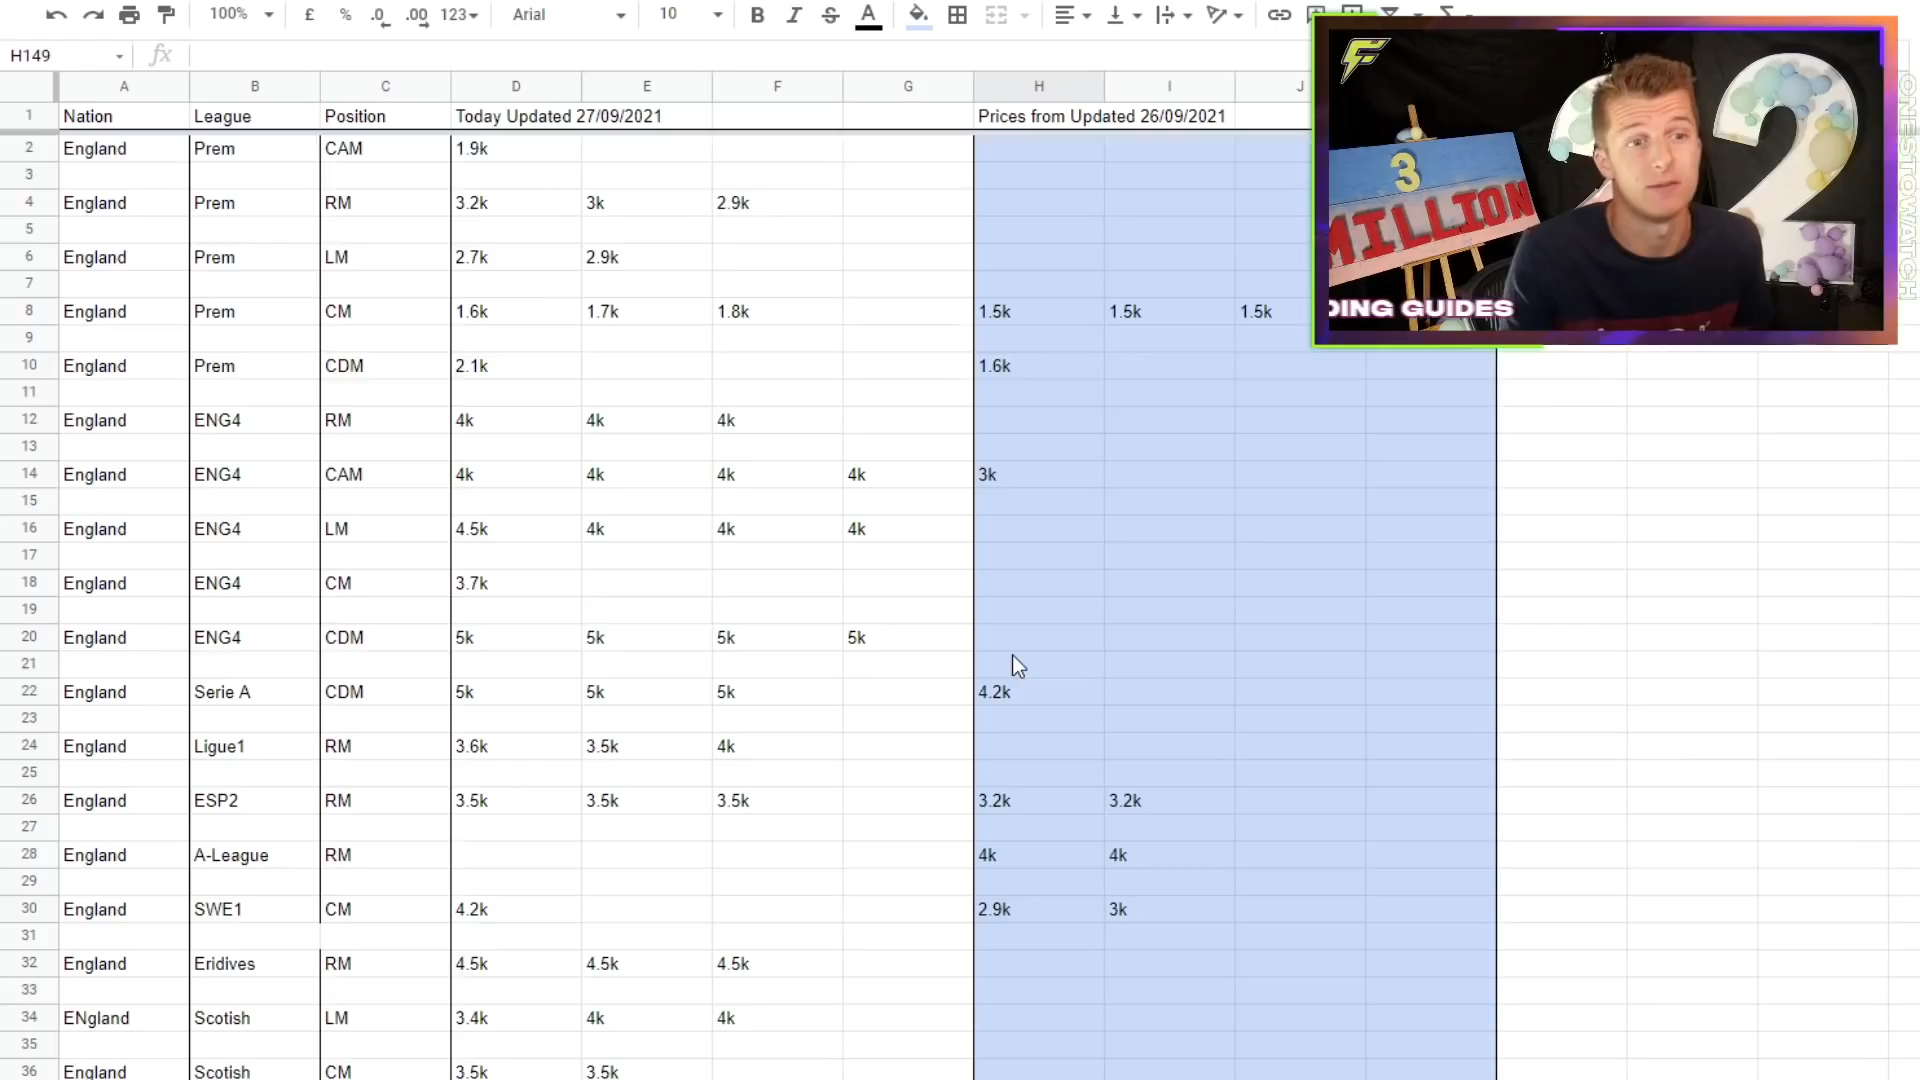 100% £ % .0 .00 123 Arial 10 B I S A
H149 fx
A B C D E F G H I J
1 Nation League Position Today Updated 27/09/2021 Prices from Updated 26/09/2021
2 England Prem CAM 1.9k
3
4 England Prem RM 3.2k 3k 2.9k
5
6 England Prem LM 2.7k 2.9k
7
8 England Prem CM 1.6k 1.7k 1.8k 1.5k 1.5k 1.5k
9
10 England Prem CDM 2.1k 1.6k
11
12 England ENG4 RM 4k 4k 4k
13
14 England ENG4 CAM 4k 4k 4k 4k 3k
15
16 England ENG4 LM 4.5k 4k 4k 4k
17
18 England ENG4 CM 3.7k
19
20 England ENG4 CDM 5k 5k 5k 5k
21
22 England Serie A CDM 5k 5k 5k 4.2k
23
24 England Ligue1 RM 3.6k 3.5k 4k
25
26 England ESP2 RM 3.5k 3.5k 3.5k 3.2k 3.2k
27
28 England A-League RM 4k 4k
29
30 England SWE1 CM 4.2k 2.9k 3k
31
32 England Eridives RM 4.5k 4.5k 4.5k
33
34 ENgland Scotish LM 3.4k 4k 4k
35
36 England Scotish CM 3.5k 3.5k
3
MILLION
2
DING GUIDES
ONESTOWATCH